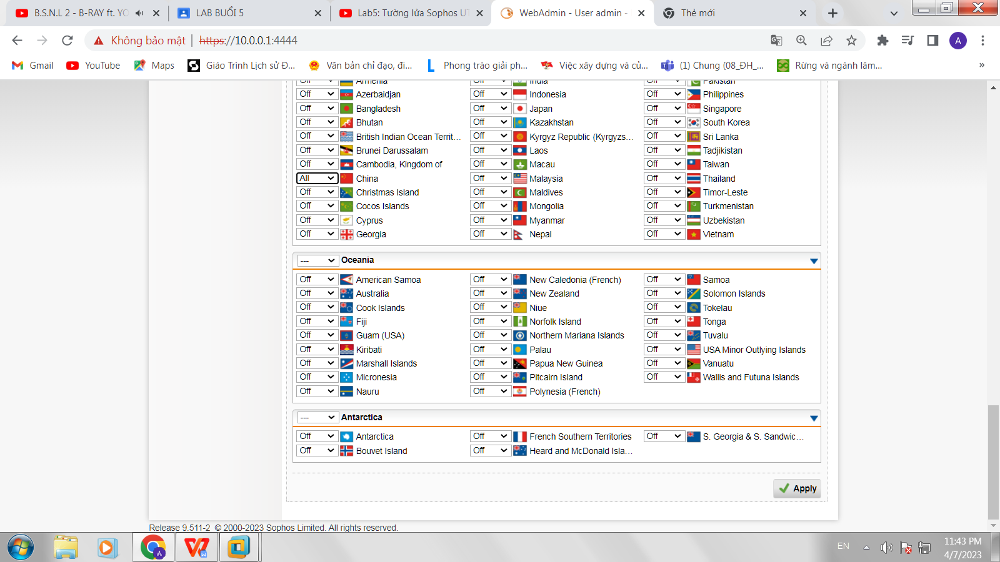 B.S.N.L 2 - B-RAY ft. YO
LAB BUỔI 5
Lab5: Tường lửa Sophos UT
WebAdmin - User admin -
Thẻ mới
Không bảo mật | https://10.0.0.1:4444
A
Gmail
YouTube
Maps
Giáo Trình Lịch sử Đ...
Văn bản chỉ đạo, đi...
Phong trào giải ph...
Việc xây dựng và củ...
(1) Chung (08_ĐH_...
Rừng và ngành lâm...
»
Off Armenia Off India Off Pakistan
Off Azerbaidjan Off Indonesia Off Philippines
Off Bangladesh Off Japan Off Singapore
Off Bhutan Off Kazakhstan Off South Korea
Off British Indian Ocean Territ... Off Kyrgyz Republic (Kyrgyzs... Off Sri Lanka
Off Brunei Darussalam Off Laos Off Tadjikistan
Off Cambodia, Kingdom of Off Macau Off Taiwan
All China Off Malaysia Off Thailand
Off Christmas Island Off Maldives Off Timor-Leste
Off Cocos Islands Off Mongolia Off Turkmenistan
Off Cyprus Off Myanmar Off Uzbekistan
Off Georgia Off Nepal Off Vietnam
--- Oceania
Off American Samoa Off New Caledonia (French) Off Samoa
Off Australia Off New Zealand Off Solomon Islands
Off Cook Islands Off Niue Off Tokelau
Off Fiji Off Norfolk Island Off Tonga
Off Guam (USA) Off Northern Mariana Islands Off Tuvalu
Off Kiribati Off Palau Off USA Minor Outlying Islands
Off Marshall Islands Off Papua New Guinea Off Vanuatu
Off Micronesia Off Pitcairn Island Off Wallis and Futuna Islands
Off Nauru Off Polynesia (French)
--- Antarctica
Off Antarctica Off French Southern Territories Off S. Georgia & S. Sandwic...
Off Bouvet Island Off Heard and McDonald Isla...
Apply
Release 9.511-2 © 2000-2023 Sophos Limited. All rights reserved.
EN
11:43 PM
4/7/2023